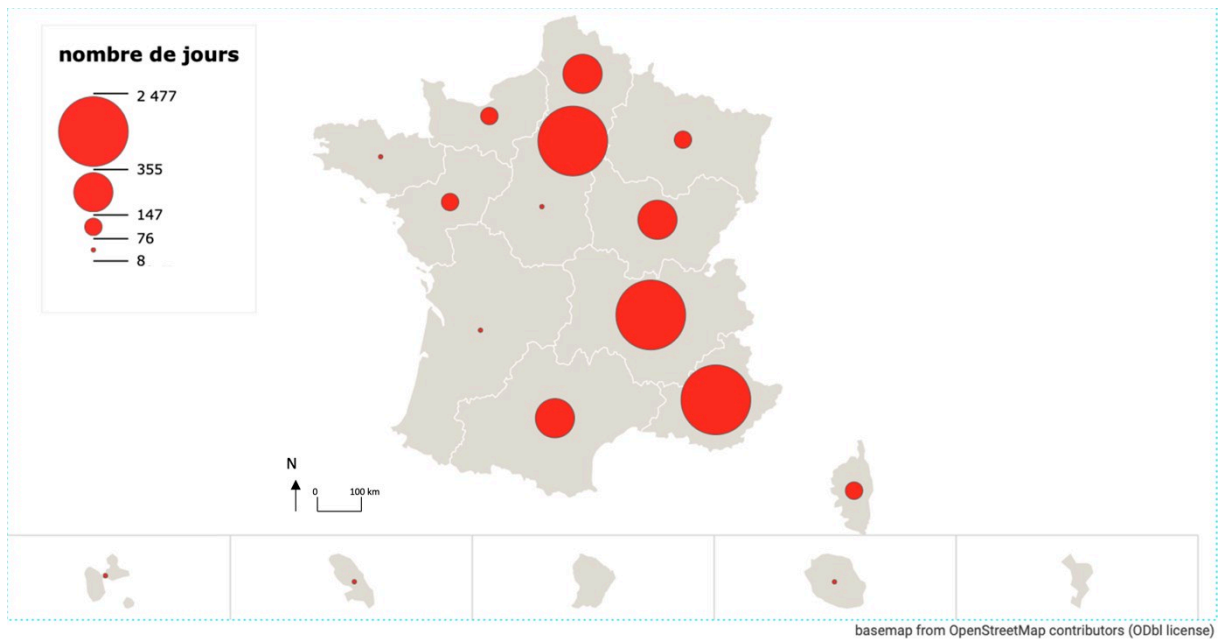 nombre de jours
2 477
355
147
76
8
N
0 100 km
basemap from OpenStreetMap contributors (ODbl license)